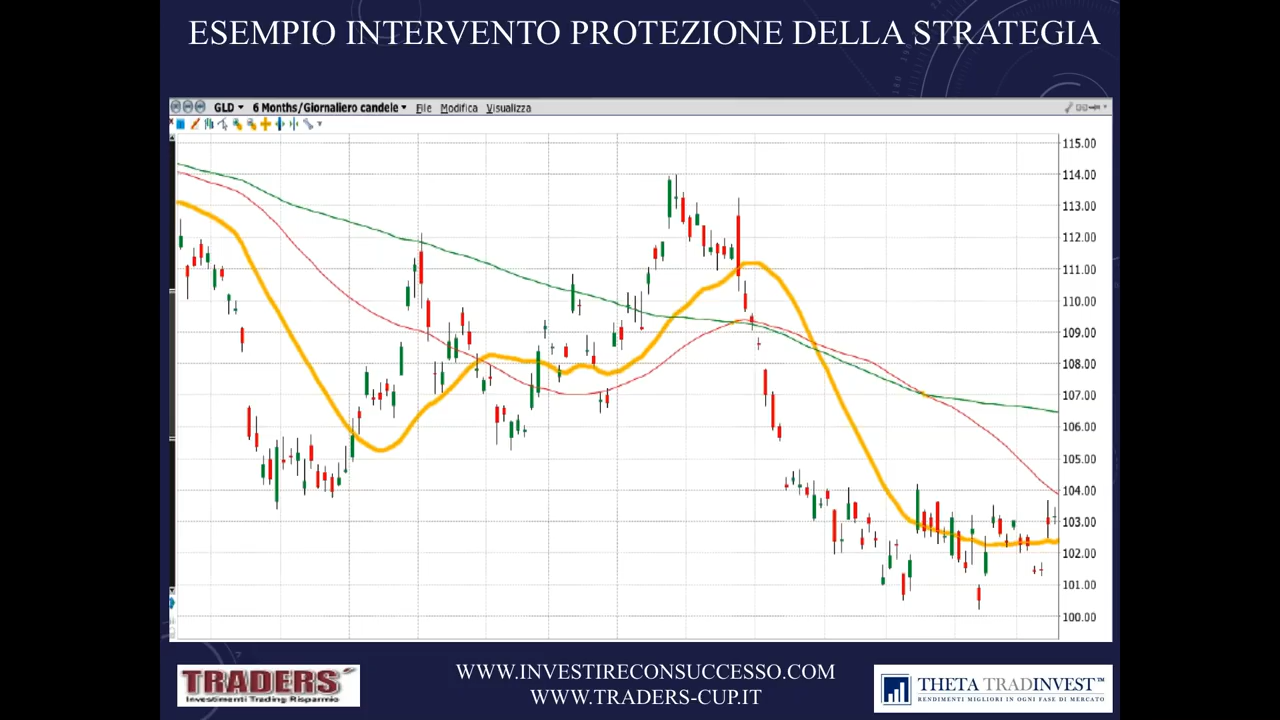 ESEMPIO INTERVENTO PROTEZIONE DELLA STRATEGIA
GLD 6 Months/Giornaliero candele File Modifica Visualizza
115.00
114.00
113.00
112.00
111.00
110.00
109.00
108.00
107.00
106.00
105.00
104.00
103.00
102.00
101.00
100.00
TRADERS´
Investimenti Trading Risparmio
WWW.INVESTIRECONSUCCESSO.COM
WWW.TRADERS-CUP.IT
THETA TRADINVEST™
RENDIMENTI MIGLIORI IN OGNI FASE DI MERCATO